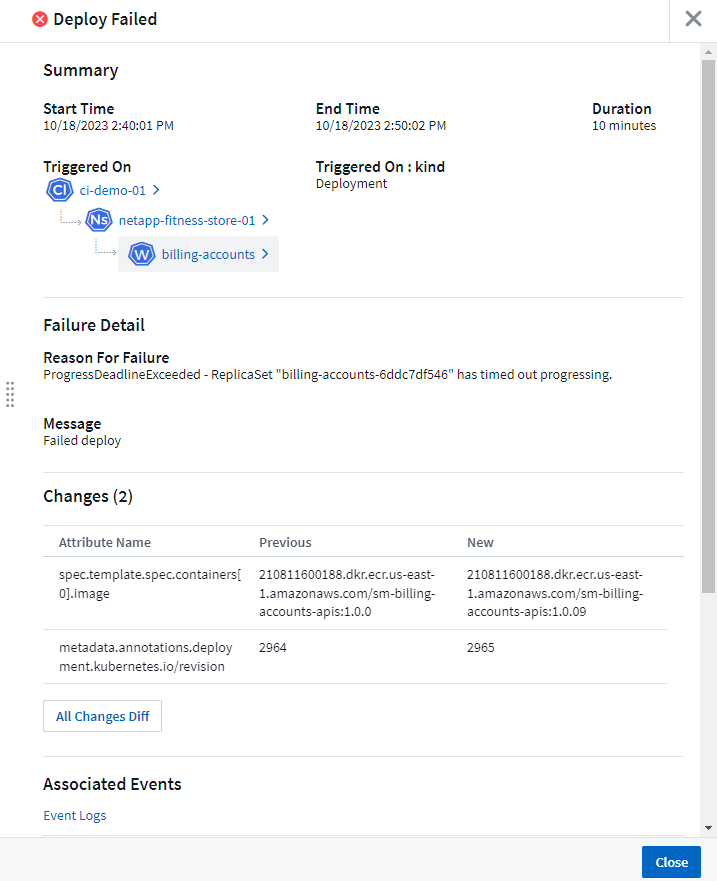 Deploy Failed
Summary
Start Time
10/18/2023 2:40:01 PM
End Time
10/18/2023 2:50:02 PM
Duration
10 minutes
Triggered On
CI ci-demo-01
Ns netapp-fitness-store-01
W billing-accounts
Triggered On : kind
Deployment
Failure Detail
Reason For Failure
ProgressDeadlineExceeded - ReplicaSet "billing-accounts-6ddc7df546" has timed out progressing.
Message
Failed deploy
Changes (2)
Attribute Name Previous New
spec.template.spec.containers[
0].image
210811600188.dkr.ecr.us-east-
1.amazonaws.com/sm-billing-
accounts-apis:1.0.0
210811600188.dkr.ecr.us-east-
1.amazonaws.com/sm-billing-
accounts-apis:1.0.09
metadata.annotations.deploy
ment.kubernetes.io/revision
2964
2965
All Changes Diff
Associated Events
Event Logs
Close